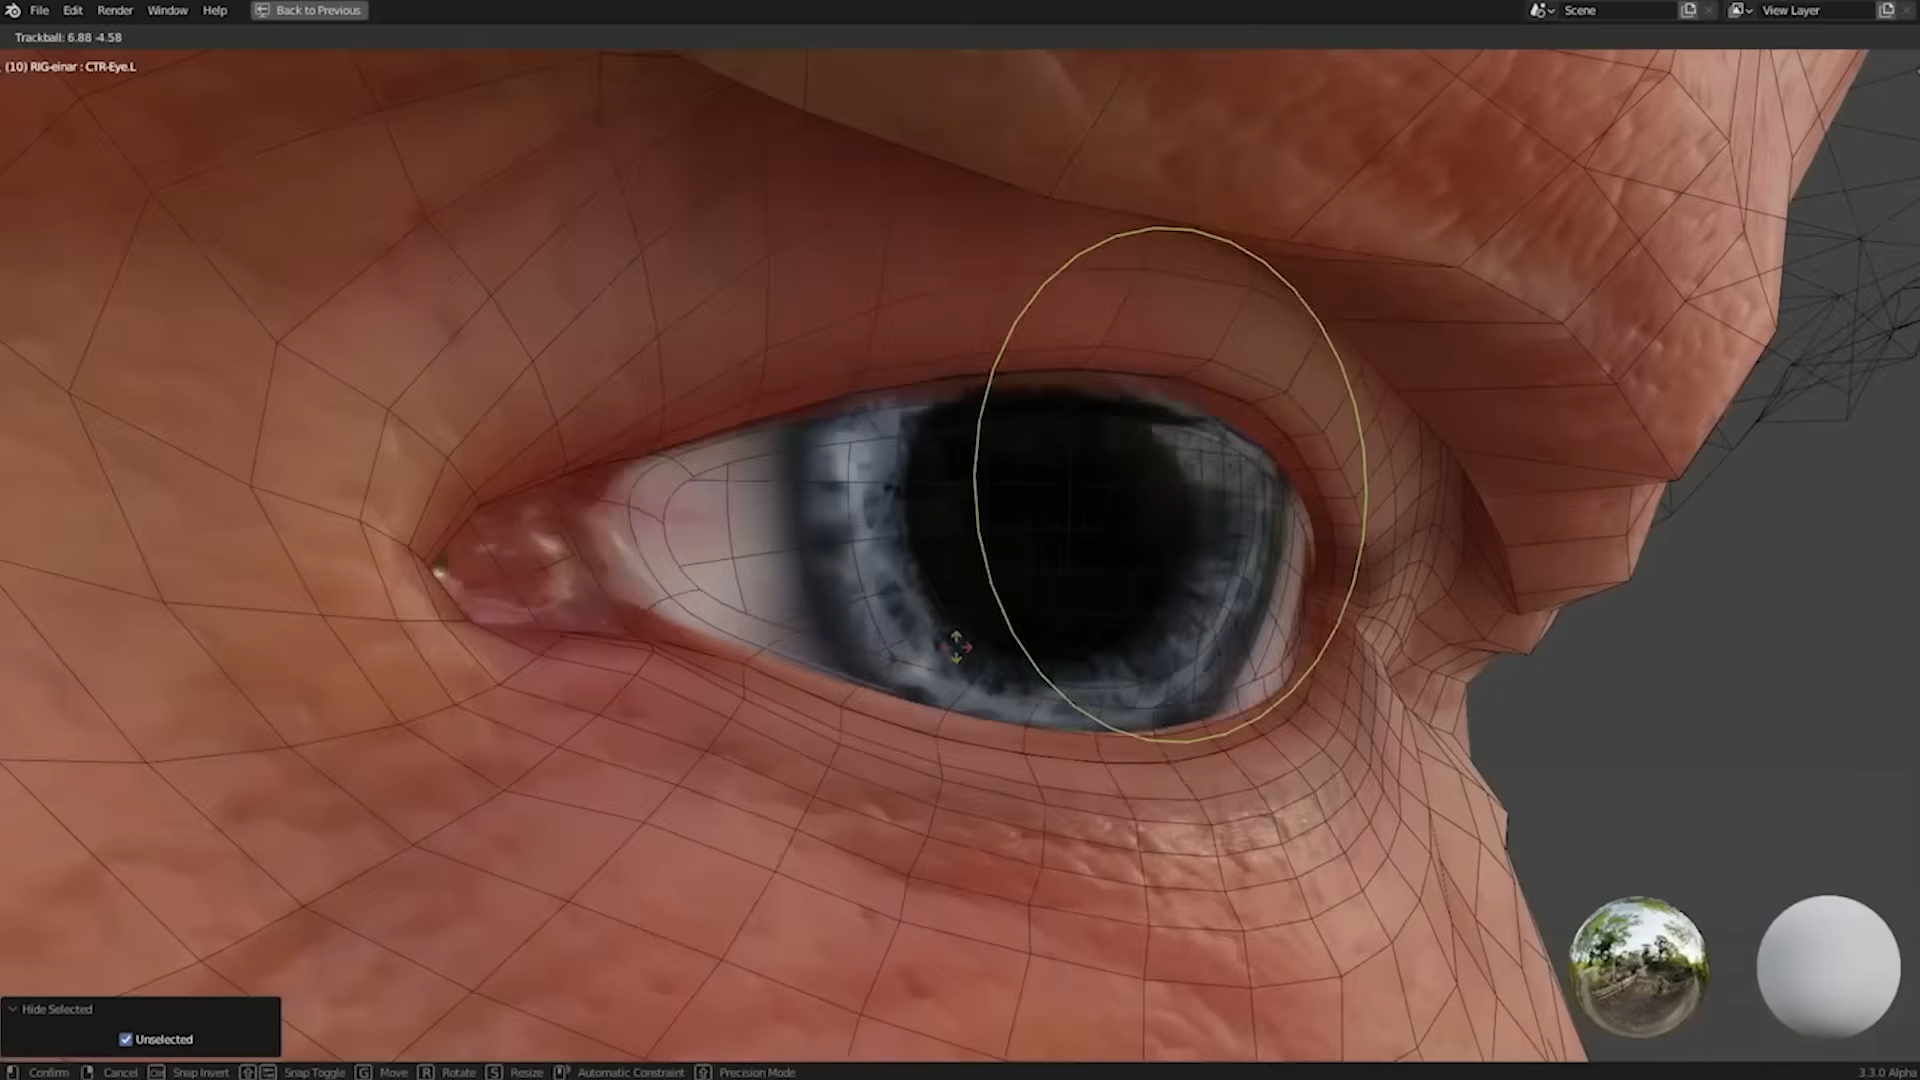 File Edit Render Window Help Back to Previous Scene View Layer
Trackball: 6.88 -4.58
(10) RIG-einar : CTR-Eye.L
Hide Selected
Unselected
Confirm Cancel Ctrl Snap Invert Snap Toggle G Move R Rotate S Resize Automatic Constraint Precision Mode 3.3.0 Alpha